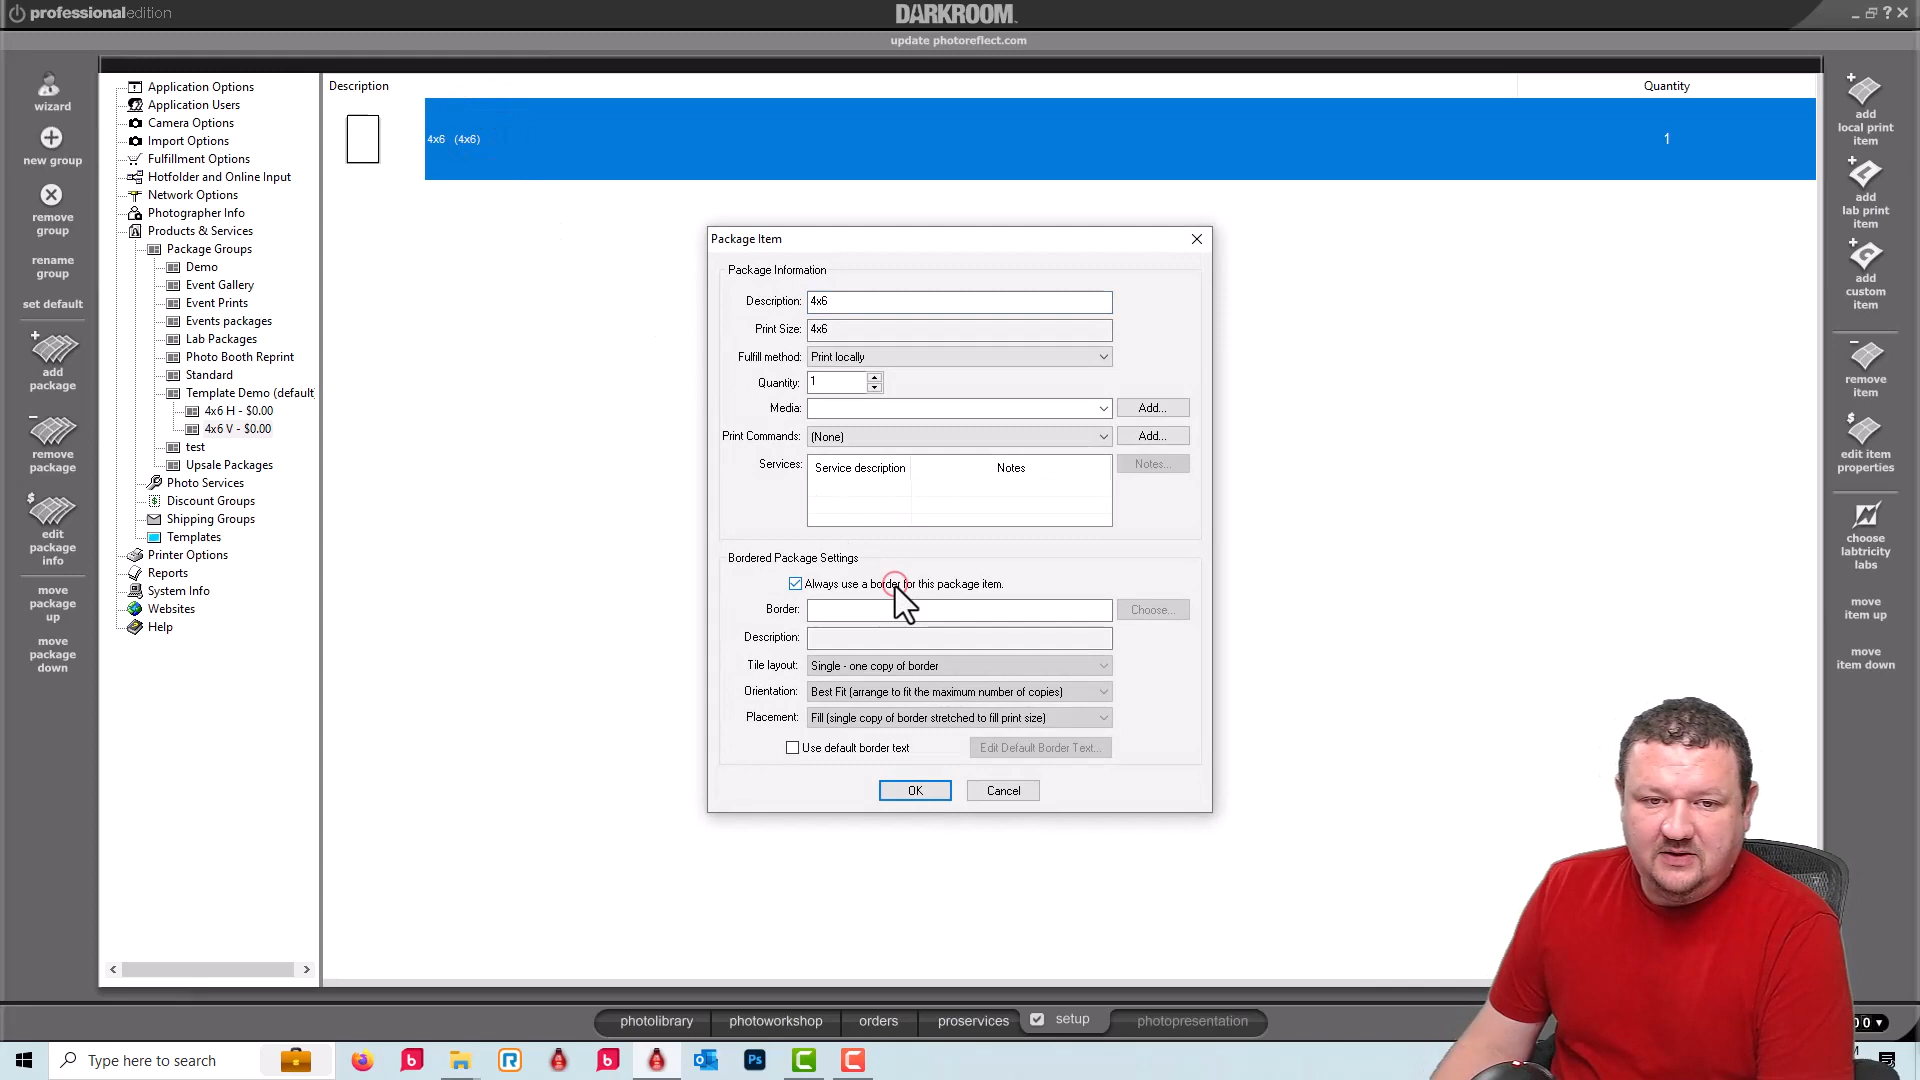 professionaledition
DARKROOM
update photoreflect.com
wizard
new group
remove
group
rename
group
set default
add
package
remove
package
edit
package
info
move
package
up
move
package
down
Application Options
Application Users
Camera Options
Import Options
Fulfillment Options
Hotfolder and Online Input
Network Options
Photographer Info
Products & Services
Package Groups
Demo
Event Gallery
Event Prints
Events packages
Lab Packages
Photo Booth Reprint
Standard
Template Demo (default
4x6 H - $0.00
4x6 V - $0.00
test
Upsale Packages
Photo Services
Discount Groups
Shipping Groups
Templates
Printer Options
Reports
System Info
Websites
Help
Description
Quantity
4x6 (4x6)
1
Package Item
Package Information
Description: 4x6
Print Size: 4x6
Fulfill method: Print locally
Quantity: 1
Media: Add...
Print Commands: (None) Add...
Services: Service description Notes Notes...
Bordered Package Settings
Always use a border for this package item.
Border: Choose...
Description:
Tile layout: Single - one copy of border
Orientation: Best Fit (arrange to fit the maximum number of copies)
Placement: Fill (single copy of border stretched to fill print size)
Use default border text Edit Default Border Text...
OK Cancel
add
local print
item
add
lab print
item
add
custom
item
remove
item
edit item
properties
choose
labtricity
labs
move
item up
move
item down
photolibrary
photoworkshop
orders
proservices
setup
photopresentation
Type here to search